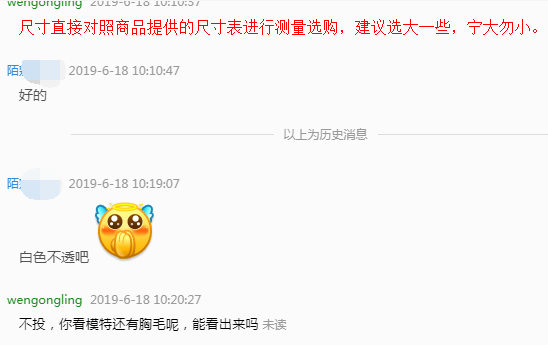 wengongling 2019-6-18 10:10:37
尺寸直接对照商品提供的尺寸表进行测量选购，建议选大一些，宁大勿小。
陌 2019-6-18 10:10:47
好的
以上为历史消息
陌 2019-6-18 10:19:07
白色不透吧
wengongling 2019-6-18 10:20:27
不投，你看模特还有胸毛呢，能看出来吗 未读